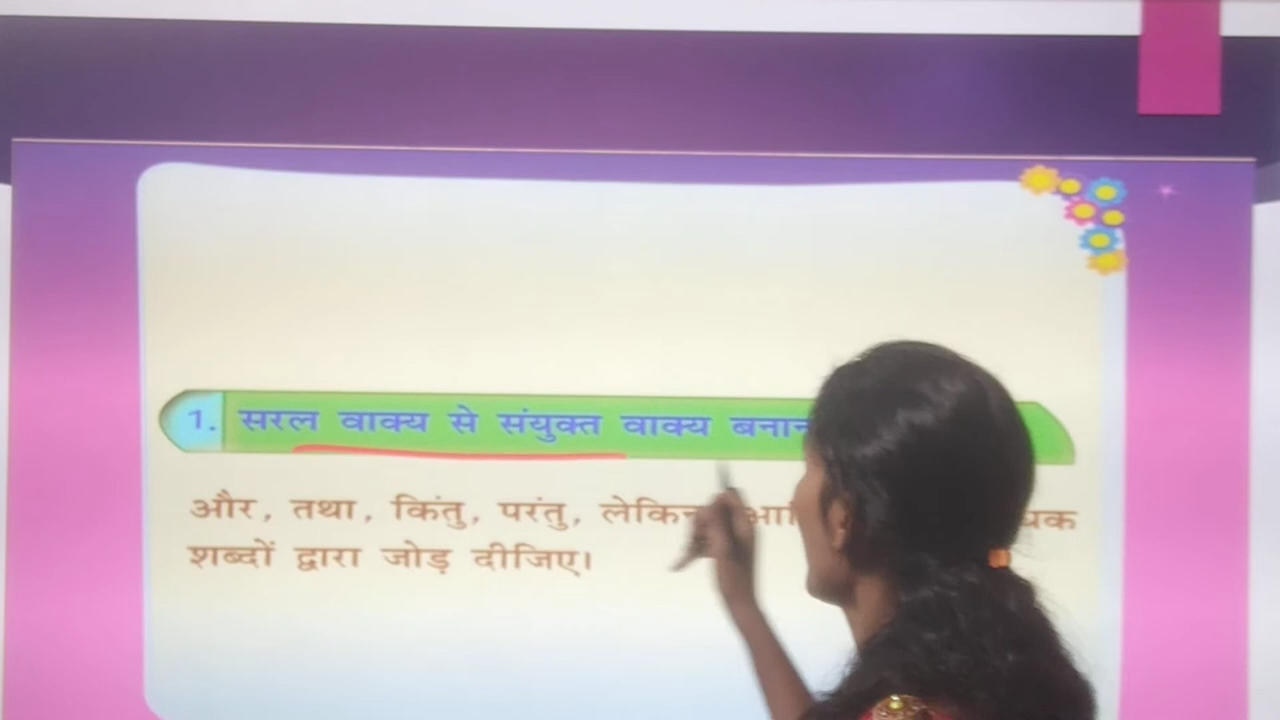 1. सरल वाक्य से संयुक्त वाक्य
और, तथा, किंतु, परंतु,
शब्दों द्वारा जोड़ दीजिए।